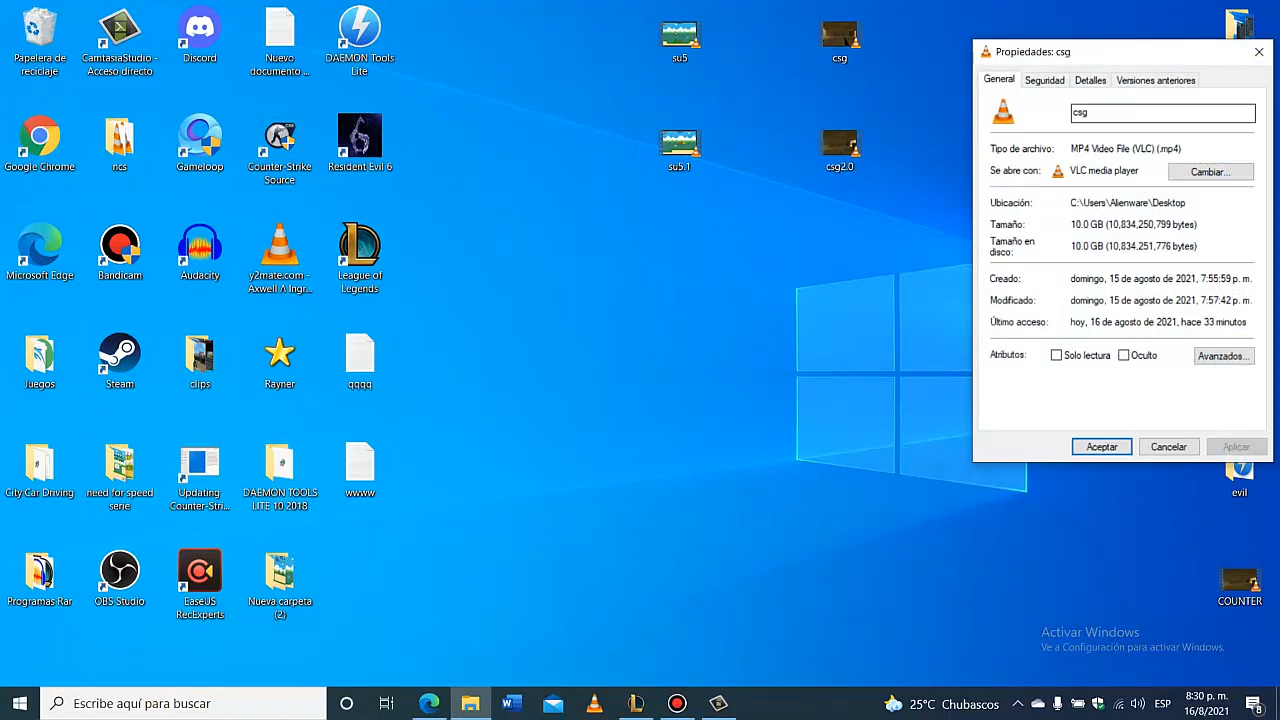 Papelera de
reciclaje
CamtasiaStudio -
Acceso directo
Discord
Nuevo
documento ...
DAEMON Tools
Lite
Google Chrome
ncs
Gameloop
Counter-Strike
Source
Resident Evil 6
Microsoft Edge
Bandicam
Audacity
y2mate.com -
Axwell Λ Ingr...
League of
Legends
Juegos
Steam
clips
Rayner
qqqq
City Car Driving
need for speed
serie
Updating
Counter-Stri...
DAEMON TOOLS
LITE 10 2018
wwww
Programas Rar
OBS Studio
EaseUS
RecExperts
Nueva carpeta
(2)
su5
csg
su5.1
csg2.0
Propiedades: csg
General Seguridad Detalles Versiones anteriores
csg
Tipo de archivo: MP4 Video File (VLC) (.mp4)
Se abre con: VLC media player Cambiar...
Ubicación: C:\Users\Alienware\Desktop
Tamaño: 10.0 GB (10,834,250,799 bytes)
Tamaño en
disco: 10.0 GB (10,834,251,776 bytes)
Creado: domingo, 15 de agosto de 2021, 7:55:59 p. m.
Modificado: domingo, 15 de agosto de 2021, 7:57:42 p. m.
Último acceso: hoy, 16 de agosto de 2021, hace 33 minutos
Atributos: Solo lectura Oculto Avanzados...
Aceptar Cancelar Aplicar
evil
COUNTER
Activar Windows
Ve a Configuración para activar Windows.
Escribe aquí para buscar
25°C Chubascos
ESP
8:30 p. m.
16/8/2021
8